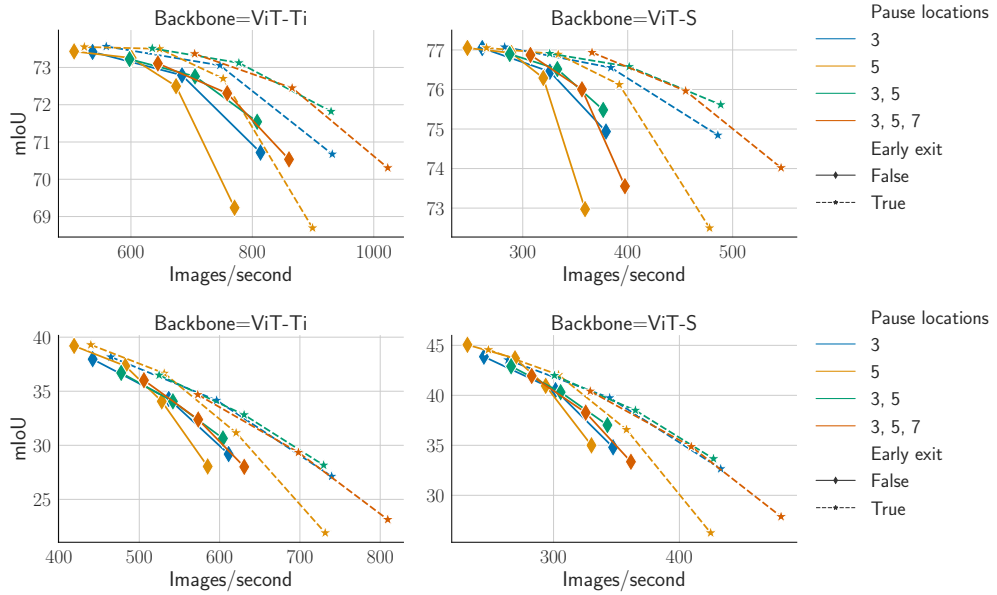 Backbone=ViT-Ti
Backbone=ViT-S
Pause locations
3
5
3, 5
3, 5, 7
Early exit
False
True
mIoU
73
72
71
70
69
77
76
75
74
73
600
800
1000
300
400
500
Images/second
Images/second
Backbone=ViT-Ti
Backbone=ViT-S
Pause locations
3
5
3, 5
3, 5, 7
Early exit
False
True
mIoU
40
35
30
25
45
40
35
30
400
500
600
700
800
300
400
Images/second
Images/second